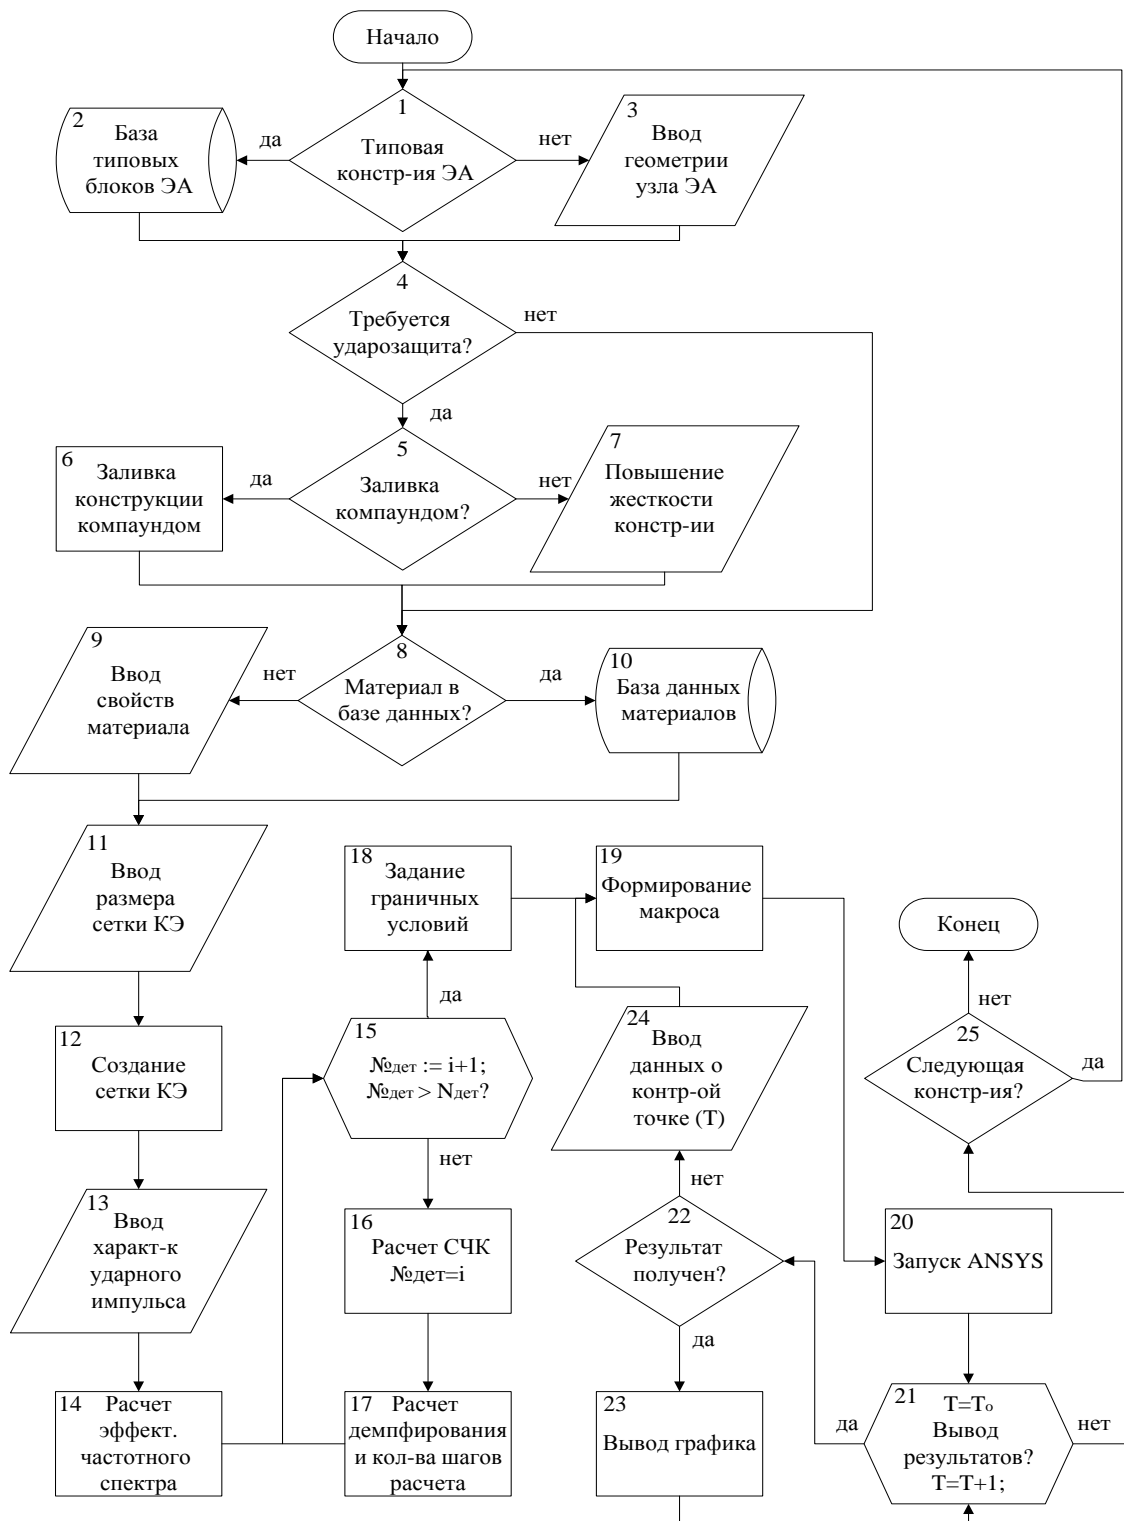 Начало
1
Типовая
констр-ия ЭА
да
нет
2
База
типовых
блоков ЭА
3
Ввод
геометрии
узла ЭА
4
Требуется
ударозащита?
нет
да
5
Заливка
компаундом?
да
нет
6
Заливка
конструкции
компаундом
7
Повышение
жесткости
констр-ии
8
Материал в
базе данных?
нет
да
9
Ввод
свойств
материала
10
База данных
материалов
11
Ввод
размера
сетки КЭ
12
Создание
сетки КЭ
13
Ввод
характ-к
ударного
импульса
14
Расчет
эффект.
частотного
спектра
15
№дет := i+1;
№дет > Nдет?
да
нет
16
Расчет СЧК
№дет=i
17
Расчет
демпфирования
и кол-ва шагов
расчета
18
Задание
граничных
условий
19
Формирование
макроса
20
Запуск ANSYS
21
T=To
Вывод
результатов?
T=T+1;
да
нет
22
Результат
получен?
нет
да
23
Вывод графика
24
Ввод
данных о
контр-ой
точке (Т)
25
Следующая
констр-ия?
нет
да
Конец